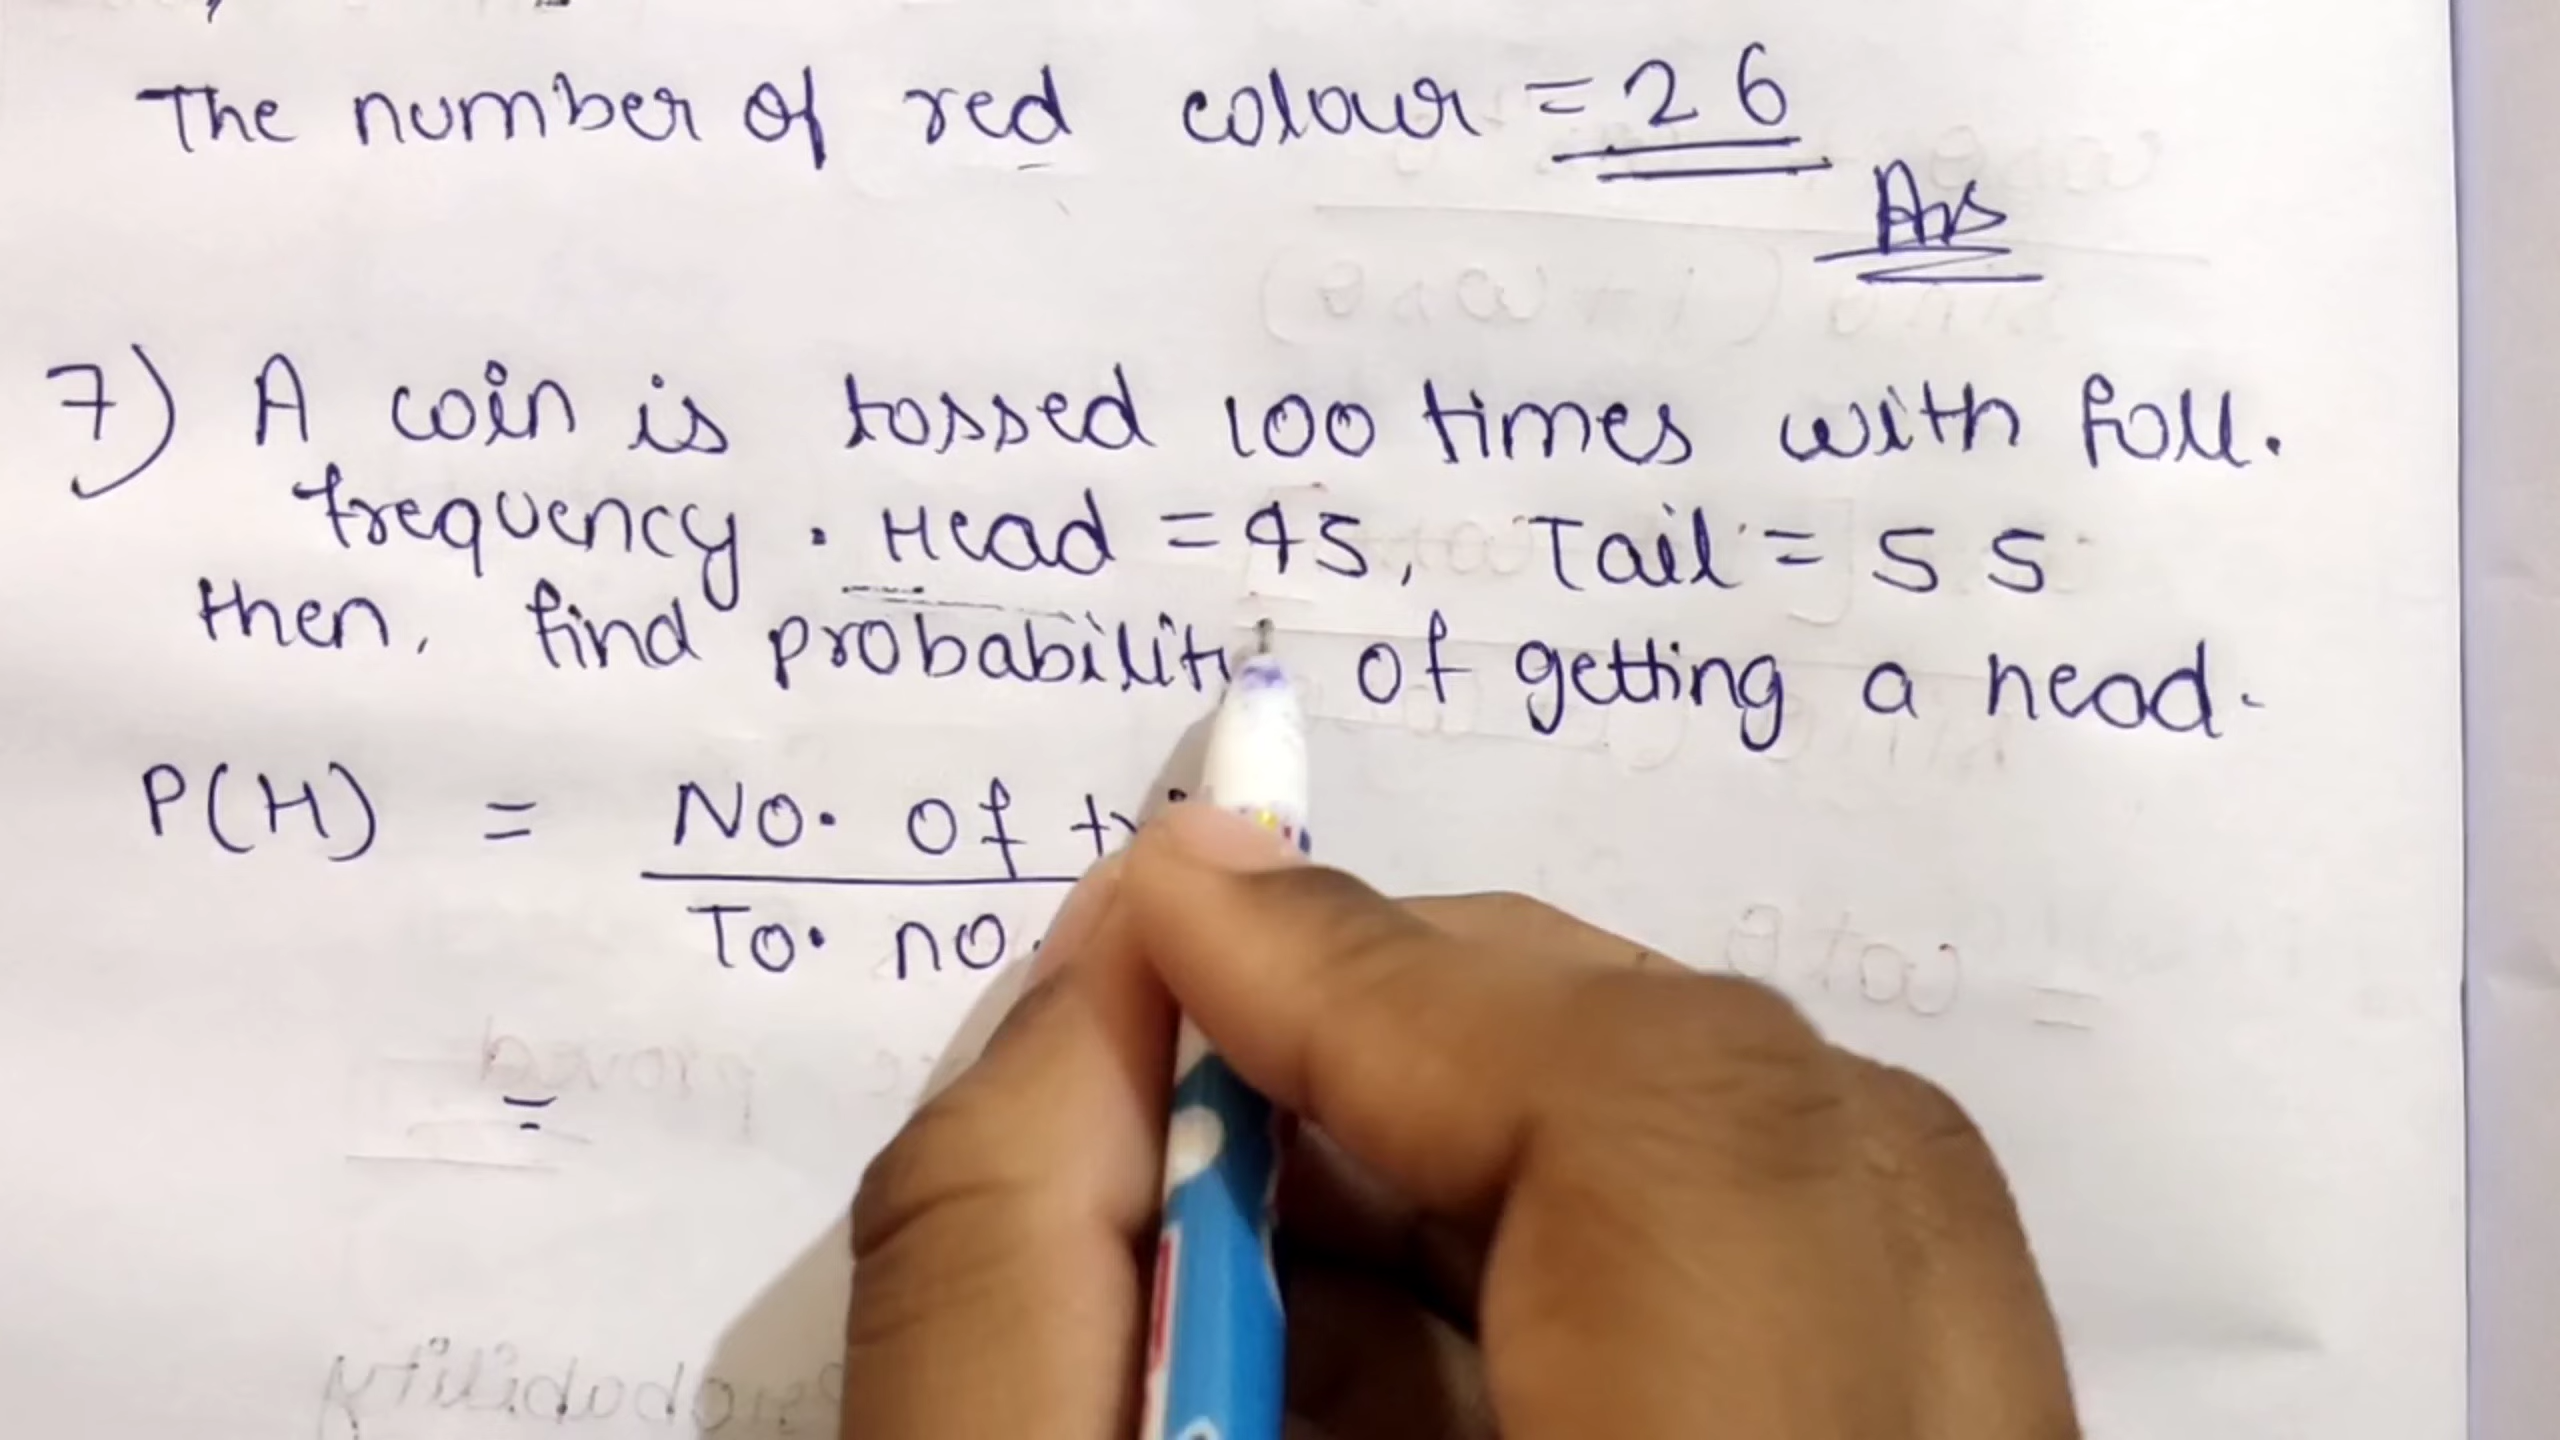 The number of red colour = 26
Ans
7) A coin is tossed 100 times with foll.
frequency. Head = 45, Tail = 55
then, find probability of getting a head.
P(H) = No. of
To. no.
=